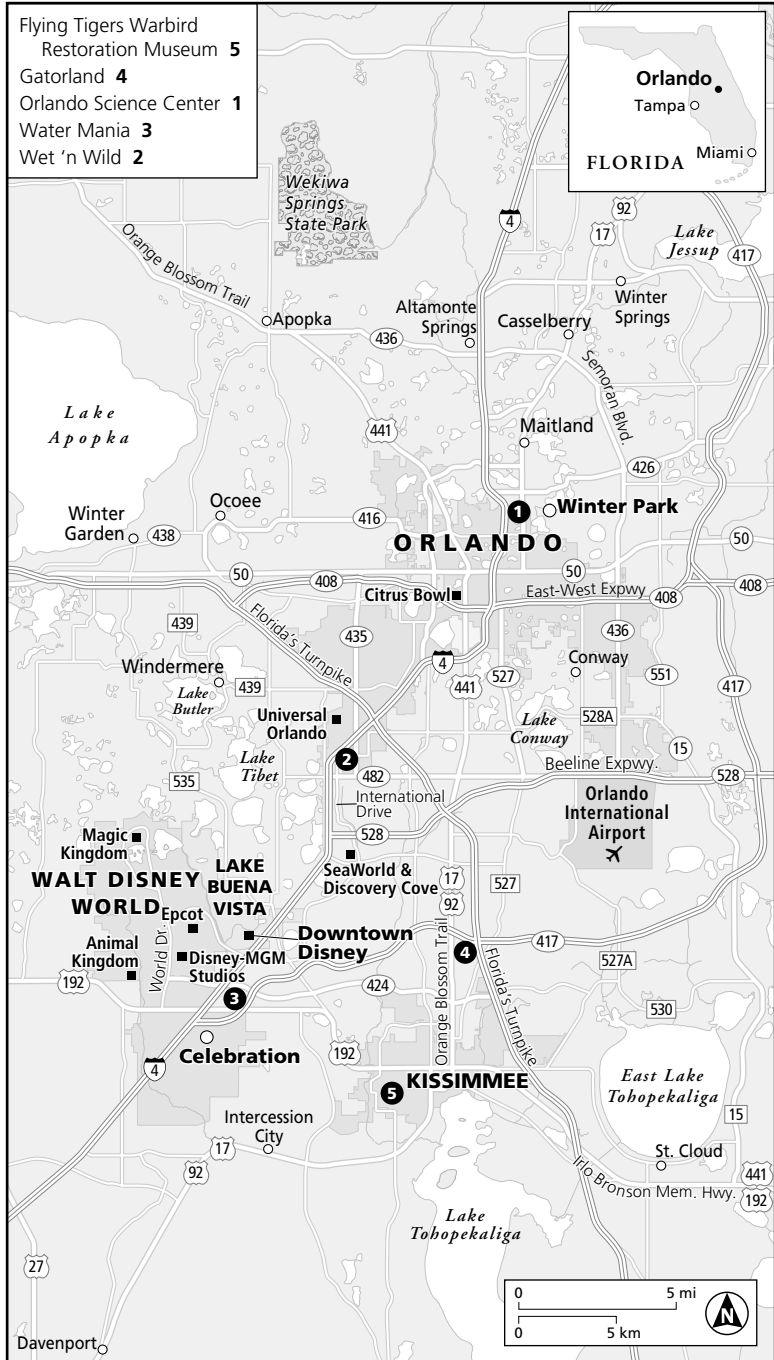 Flying Tigers Warbird
Restoration Museum 5
Gatorland 4
Orlando Science Center 1
Water Mania 3
Wet ’n Wild 2
Orlando
Tampa
Miami
FLORIDA
Wekiwa
Springs
State Park
4
92
17
Lake
Jessup
417
Orange Blossom Trail
Winter
Springs
Apopka
Altamonte
Springs
Casselberry
436
Semoran Blvd.
Lake
Apopka
441
Maitland
426
Ocoee
1
Winter Park
Winter
Garden
438
416
ORLANDO
50
50
408
50
Citrus Bowl
East-West Expwy
408
408
Florida's Turnpike
439
435
436
4
Windermere
439
441
527
Conway
551
417
Lake
Butler
Universal
Orlando
528A
Lake
Conway
15
2
Lake
Tibet
482
Beeline Expwy.
528
535
International
Drive
528
Orlando
International
Airport
Magic
Kingdom
LAKE
BUENA
VISTA
SeaWorld &
Discovery Cove
WALT DISNEY
WORLD
17
92
527
Epcot
Downtown
Disney
World Dr.
Animal
Kingdom
Disney-MGM
Studios
4
417
527A
192
3
424
Orange Blossom Trail
Florida's Turnpike
530
Celebration
192
4
5
KISSIMMEE
East Lake
Tohopekaliga
Intercession
City
17
92
15
St. Cloud
441
192
Irlo Bronson Mem. Hwy.
Lake
Tohopekaliga
27
0 5 mi
0 5 km
N
Davenport